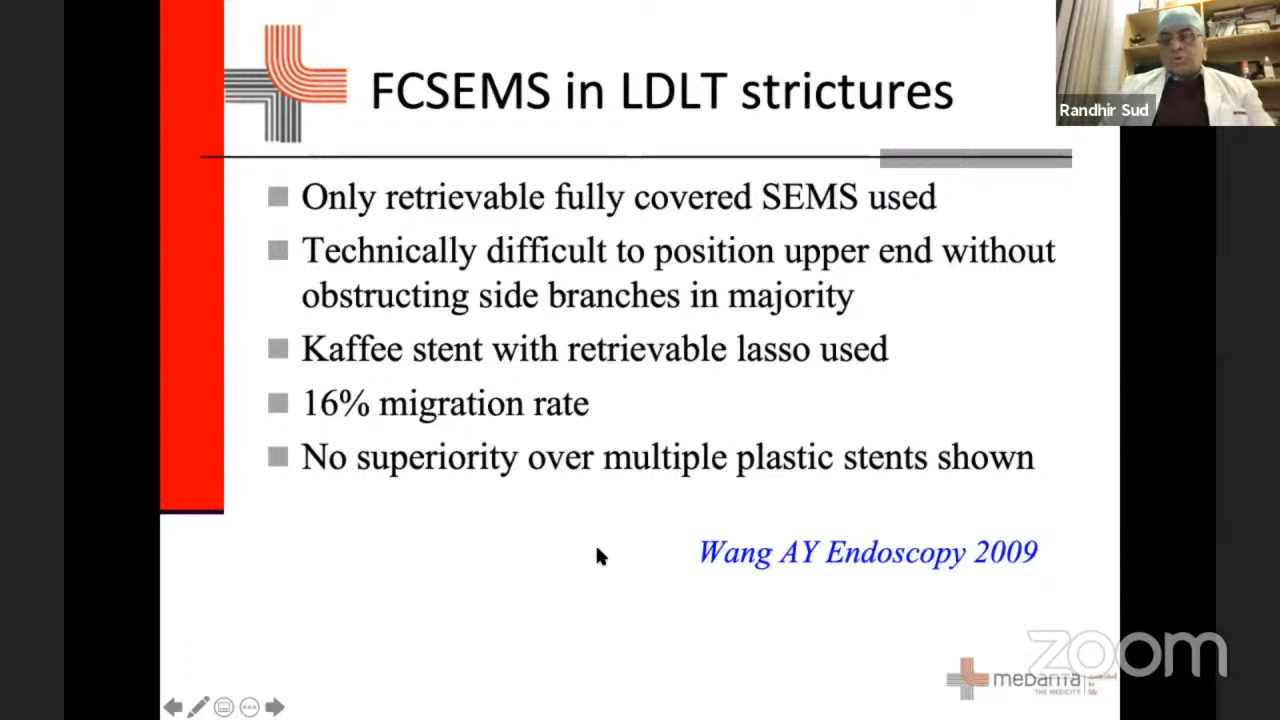 FCSEMS in LDLT strictures
Randhir Sud
Only retrievable fully covered SEMS used
Technically difficult to position upper end without
obstructing side branches in majority
Kaffee stent with retrievable lasso used
16% migration rate
No superiority over multiple plastic stents shown
Wang AY Endoscopy 2009
zoom
medanta
THE MEDICITY